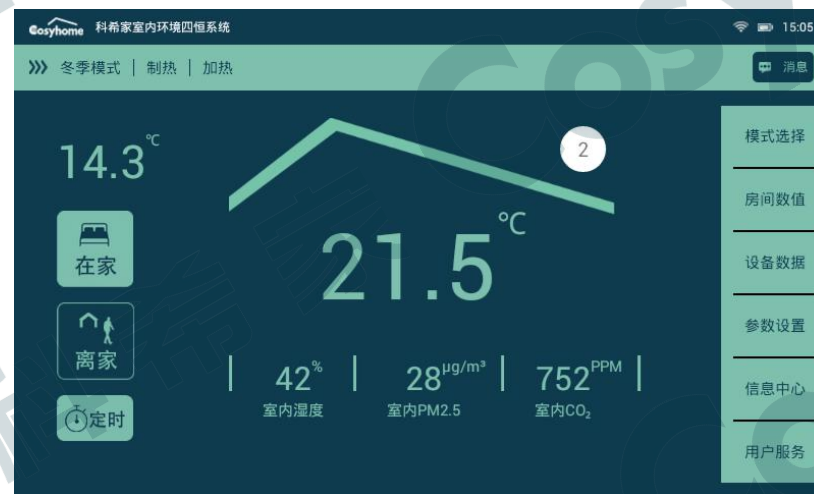 Cosyhome 科希家室内环境四恒系统
15:05
>>> 冬季模式 | 制热 | 加热
消息
14.3℃
2
21.5℃
在家
离家
定时
42%
室内湿度
28μg/m³
室内PM2.5
752PPM
室内CO₂
模式选择
房间数值
设备数据
参数设置
信息中心
用户服务
科希家 Cosy